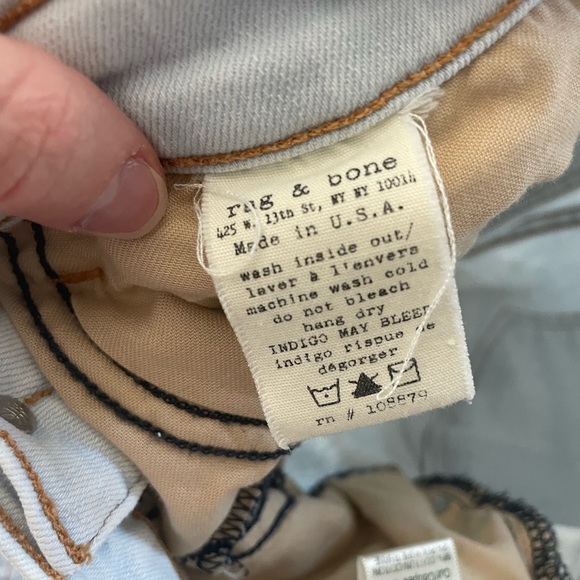 rag & bone
425 W. 13th St, NY NY 10014
Made in U.S.A.
wash inside out/
laver à l'envers
machine wash cold
do not bleach
hang dry
INDIGO MAY BLEED
indigo risque de
dégorger
rn # 108879